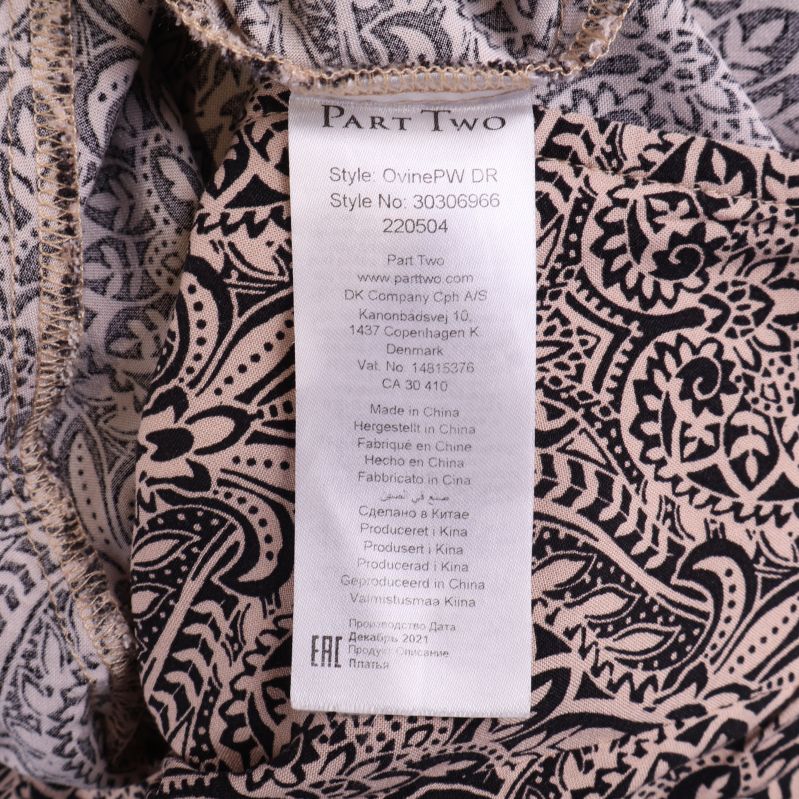 PART TWO
Style: OvinePW DR
Style No: 30306966
220504
Part Two
www.parttwo.com
DK Company Cph A/S
Kanonbådsvej 10,
1437 Copenhagen K.
Denmark
Vat. No. 14815376
CA 30 410
Made in China
Hergestellt in China
Fabriqué en Chine
Hecho en China
Fabbricato in Cina
صنع في الصين
Сделано в Китае
Produceret i Kina
Produsert i Kina
Producerad i Kina
Geproduceerd in China
Valmistusmaa Kiina
Производство Дата
Декабрь 2021
Продукт Описание
Платья
EAC